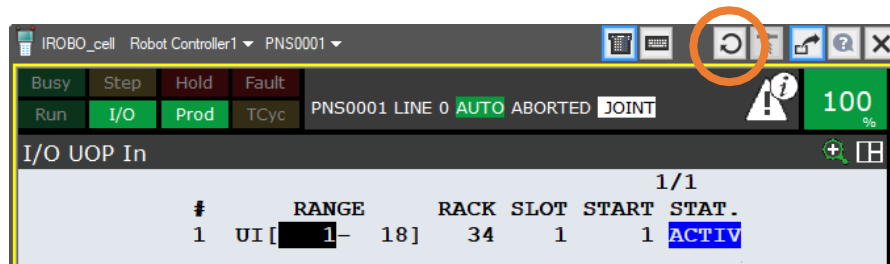 IROBO_cell Robot Controller1 PNS0001
Busy Step Hold Fault
Run I/O Prod TCyc
PNS0001 LINE 0 AUTO ABORTED JOINT
100
%
I/O UOP In
1/1
# RANGE RACK SLOT START STAT.
1 UI[ 1- 18] 34 1 1 ACTIV